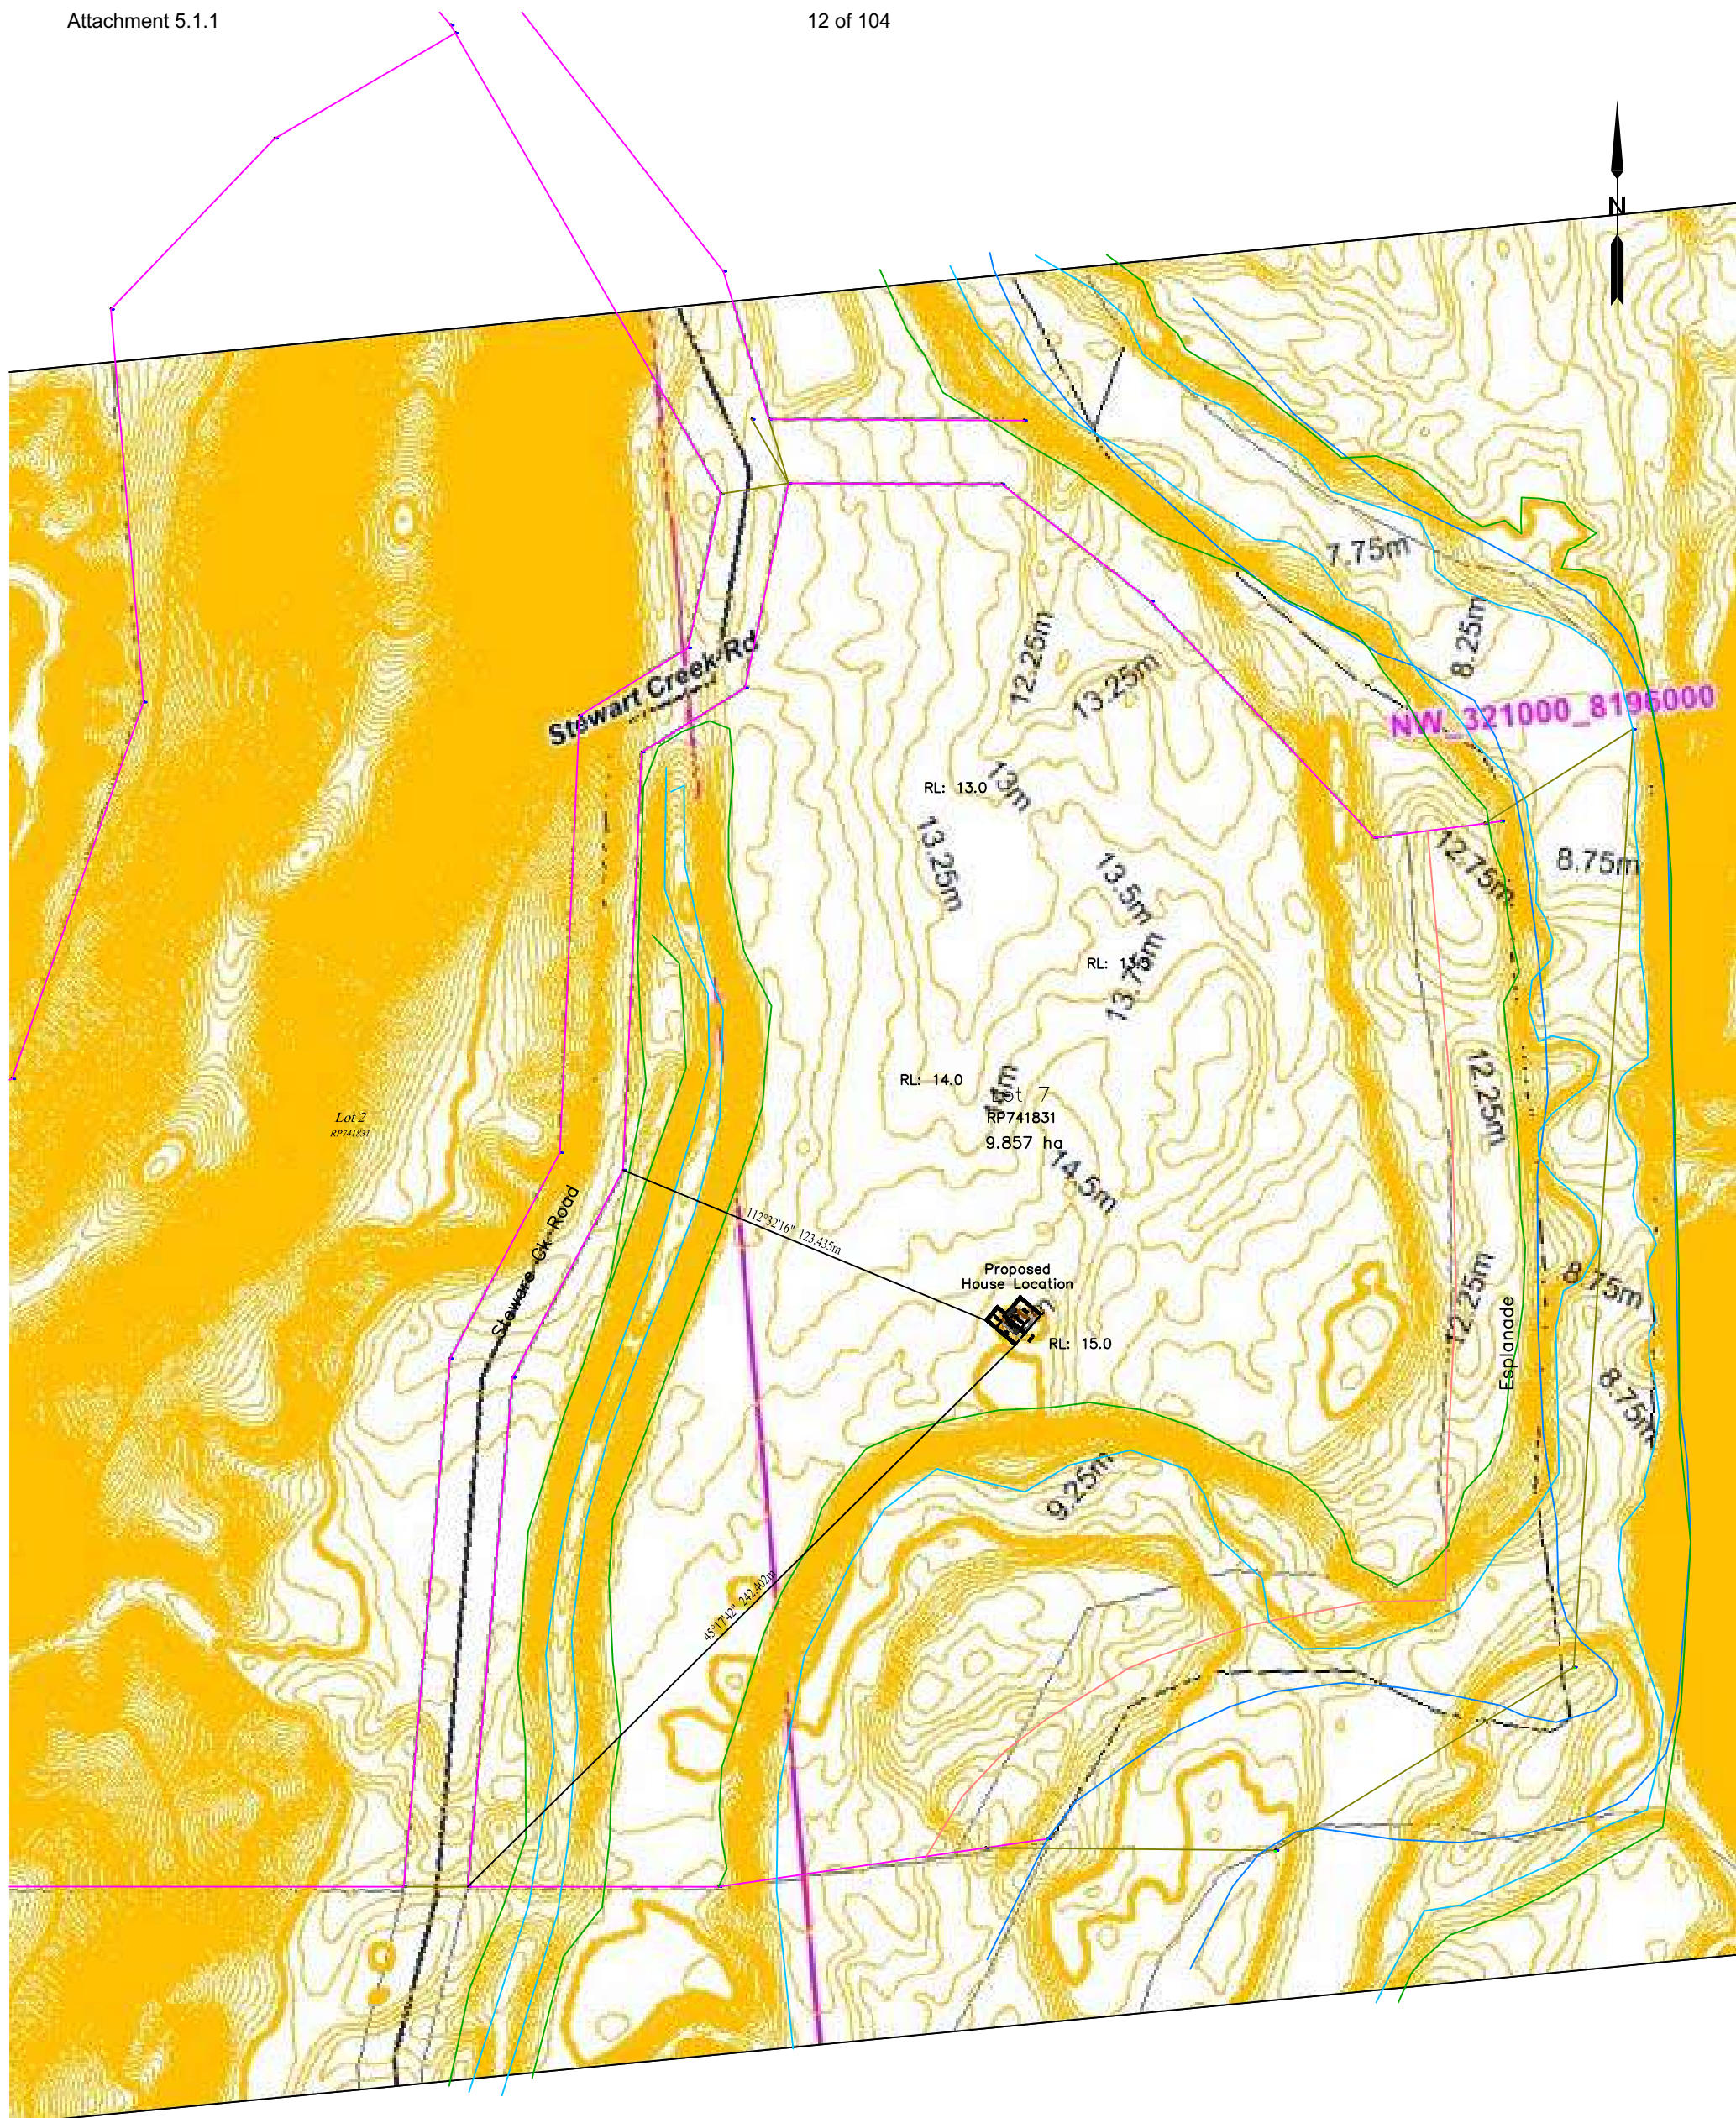 Attachment 5.1.1
12 of 104
N
7.75m
8.25m
12.25m
13.25m
Stewart Creek Rd
NW_321000_8196000
RL: 13.0
13m
13.25m
12.75m
8.75m
13.5m
RL: 13.5
13.75m
RL: 14.0
14m
Lot 7
RP741831
9.857 ha
12.25m
Lot 2
RP741831
14.5m
112°32'16" 123.435m
Stewart Ck Road
Proposed
House Location
RL: 15.0
12.25m
Esplanade
8.75m
8.75m
9.25m
45°17'42" 242.402m